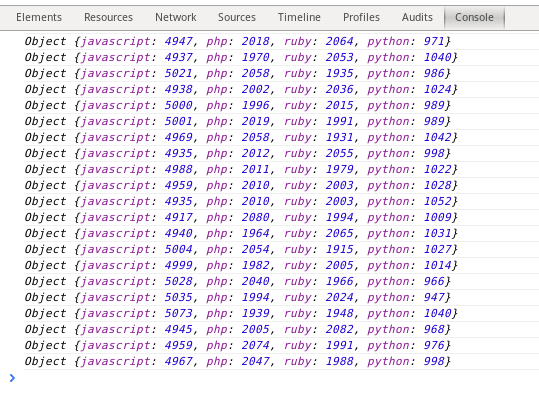 Elements Resources Network Sources Timeline Profiles Audits Console
Object {javascript: 4947, php: 2018, ruby: 2064, python: 971}
Object {javascript: 4937, php: 1970, ruby: 2053, python: 1040}
Object {javascript: 5021, php: 2058, ruby: 1935, python: 986}
Object {javascript: 4938, php: 2002, ruby: 2036, python: 1024}
Object {javascript: 5000, php: 1996, ruby: 2015, python: 989}
Object {javascript: 5001, php: 2019, ruby: 1991, python: 989}
Object {javascript: 4969, php: 2058, ruby: 1931, python: 1042}
Object {javascript: 4935, php: 2012, ruby: 2055, python: 998}
Object {javascript: 4988, php: 2011, ruby: 1979, python: 1022}
Object {javascript: 4959, php: 2010, ruby: 2003, python: 1028}
Object {javascript: 4935, php: 2010, ruby: 2003, python: 1052}
Object {javascript: 4917, php: 2080, ruby: 1994, python: 1009}
Object {javascript: 4940, php: 1964, ruby: 2065, python: 1031}
Object {javascript: 5004, php: 2054, ruby: 1915, python: 1027}
Object {javascript: 4999, php: 1982, ruby: 2005, python: 1014}
Object {javascript: 5028, php: 2040, ruby: 1966, python: 966}
Object {javascript: 5035, php: 1994, ruby: 2024, python: 947}
Object {javascript: 5073, php: 1939, ruby: 1948, python: 1040}
Object {javascript: 4945, php: 2005, ruby: 2082, python: 968}
Object {javascript: 4959, php: 2074, ruby: 1991, python: 976}
Object {javascript: 4967, php: 2047, ruby: 1988, python: 998}